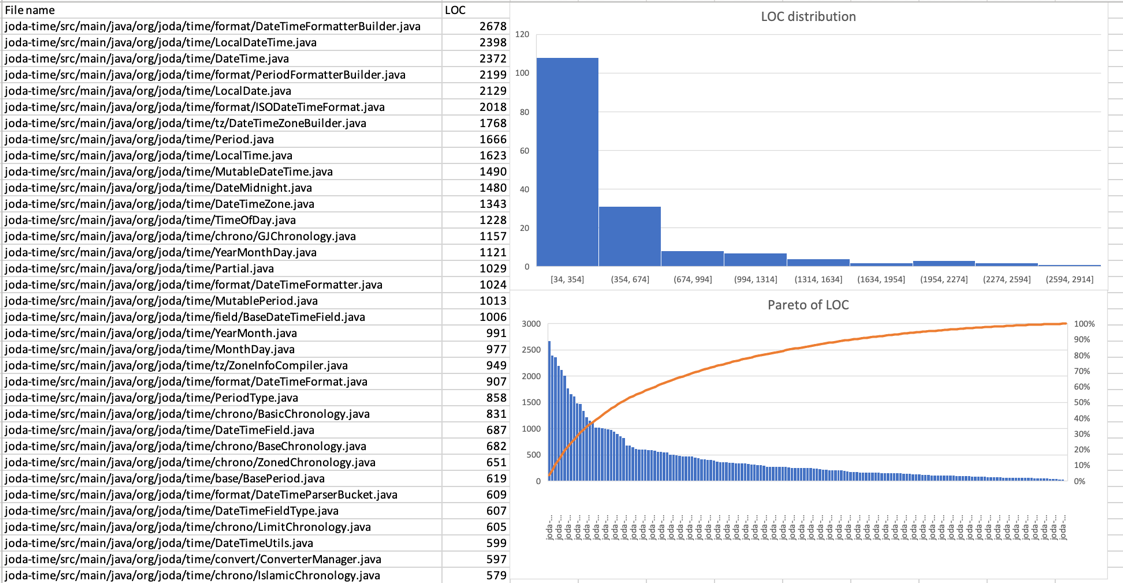 File name LOC
joda-time/src/main/java/org/joda/time/format/DateTimeFormatterBuilder.java 2678
joda-time/src/main/java/org/joda/time/LocalDateTime.java 2398
joda-time/src/main/java/org/joda/time/DateTime.java 2372
joda-time/src/main/java/org/joda/time/format/PeriodFormatterBuilder.java 2199
joda-time/src/main/java/org/joda/time/LocalDate.java 2129
joda-time/src/main/java/org/joda/time/format/ISODateTimeFormat.java 2018
joda-time/src/main/java/org/joda/time/tz/DateTimeZoneBuilder.java 1768
joda-time/src/main/java/org/joda/time/Period.java 1666
joda-time/src/main/java/org/joda/time/LocalTime.java 1623
joda-time/src/main/java/org/joda/time/MutableDateTime.java 1490
joda-time/src/main/java/org/joda/time/DateMidnight.java 1480
joda-time/src/main/java/org/joda/time/DateTimeZone.java 1343
joda-time/src/main/java/org/joda/time/TimeOfDay.java 1228
joda-time/src/main/java/org/joda/time/chrono/GJChronology.java 1157
joda-time/src/main/java/org/joda/time/YearMonthDay.java 1121
joda-time/src/main/java/org/joda/time/Partial.java 1029
joda-time/src/main/java/org/joda/time/format/DateTimeFormatter.java 1024
joda-time/src/main/java/org/joda/time/MutablePeriod.java 1013
joda-time/src/main/java/org/joda/time/field/BaseDateTimeField.java 1006
joda-time/src/main/java/org/joda/time/YearMonth.java 991
joda-time/src/main/java/org/joda/time/MonthDay.java 977
joda-time/src/main/java/org/joda/time/tz/ZoneInfoCompiler.java 949
joda-time/src/main/java/org/joda/time/format/DateTimeFormat.java 907
joda-time/src/main/java/org/joda/time/PeriodType.java 858
joda-time/src/main/java/org/joda/time/chrono/BasicChronology.java 831
joda-time/src/main/java/org/joda/time/DateTimeField.java 687
joda-time/src/main/java/org/joda/time/chrono/BaseChronology.java 682
joda-time/src/main/java/org/joda/time/chrono/ZonedChronology.java 651
joda-time/src/main/java/org/joda/time/base/BasePeriod.java 619
joda-time/src/main/java/org/joda/time/format/DateTimeParserBucket.java 609
joda-time/src/main/java/org/joda/time/DateTimeFieldType.java 607
joda-time/src/main/java/org/joda/time/chrono/LimitChronology.java 605
joda-time/src/main/java/org/joda/time/DateTimeUtils.java 599
joda-time/src/main/java/org/joda/time/convert/ConverterManager.java 597
joda-time/src/main/java/org/joda/time/chrono/IslamicChronology.java 579
LOC distribution
120
100
80
60
40
20
0
[34, 354] (354, 674] (674, 994] (994, 1314] (1314, 1634] (1634, 1954] (1954, 2274] (2274, 2594] (2594, 2914]
Pareto of LOC
3000 100%
90%
2500
80%
2000 70%
60%
1500 50%
40%
1000
30%
500 20%
10%
0 0%